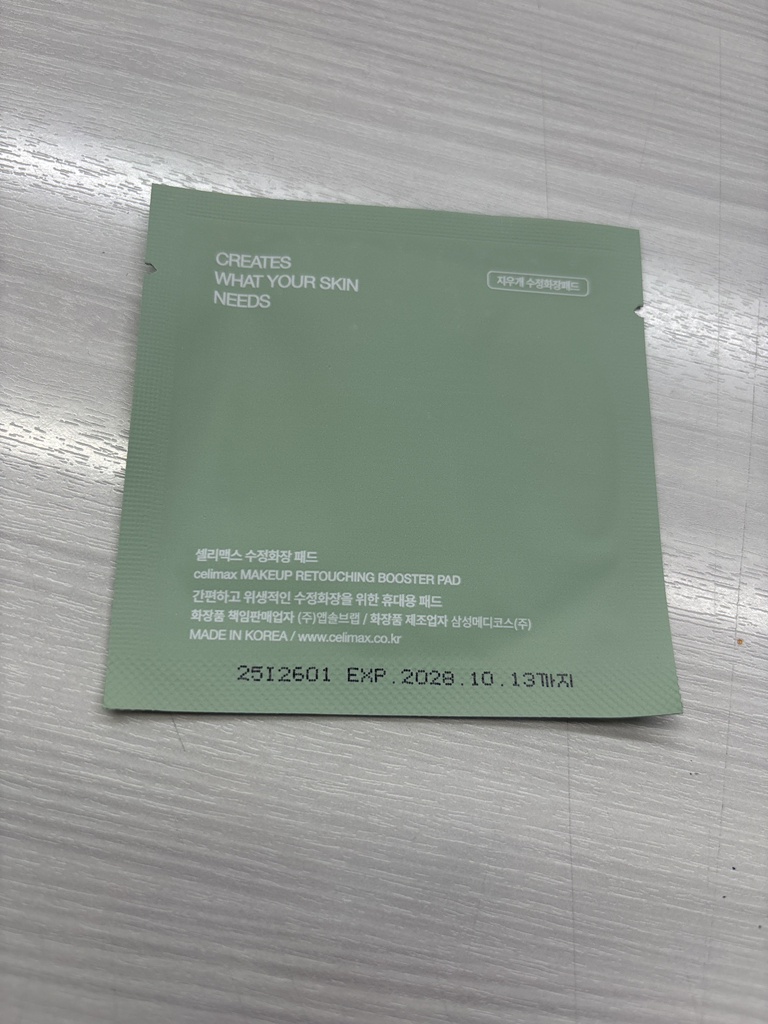 CREATES
WHAT YOUR SKIN
NEEDS
지우개 수정화장패드
셀리맥스 수정화장 패드
celimax MAKEUP RETOUCHING BOOSTER PAD
간편하고 위생적인 수정화장을 위한 휴대용 패드
화장품 책임판매업자 (주)앱솔브랩 / 화장품 제조업자 삼성메디코스(주)
MADE IN KOREA / www.celimax.co.kr
25I2601 EXP.2028.10.13까지